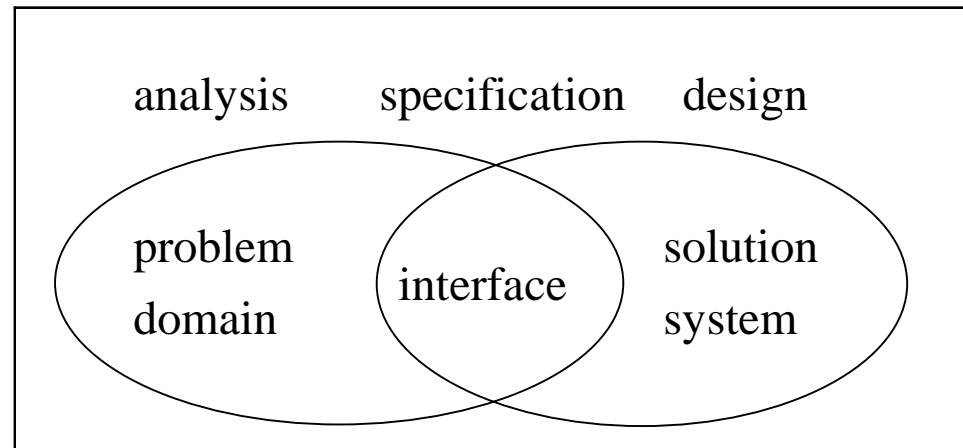 analysis specification design
problem solution
interface
domain system